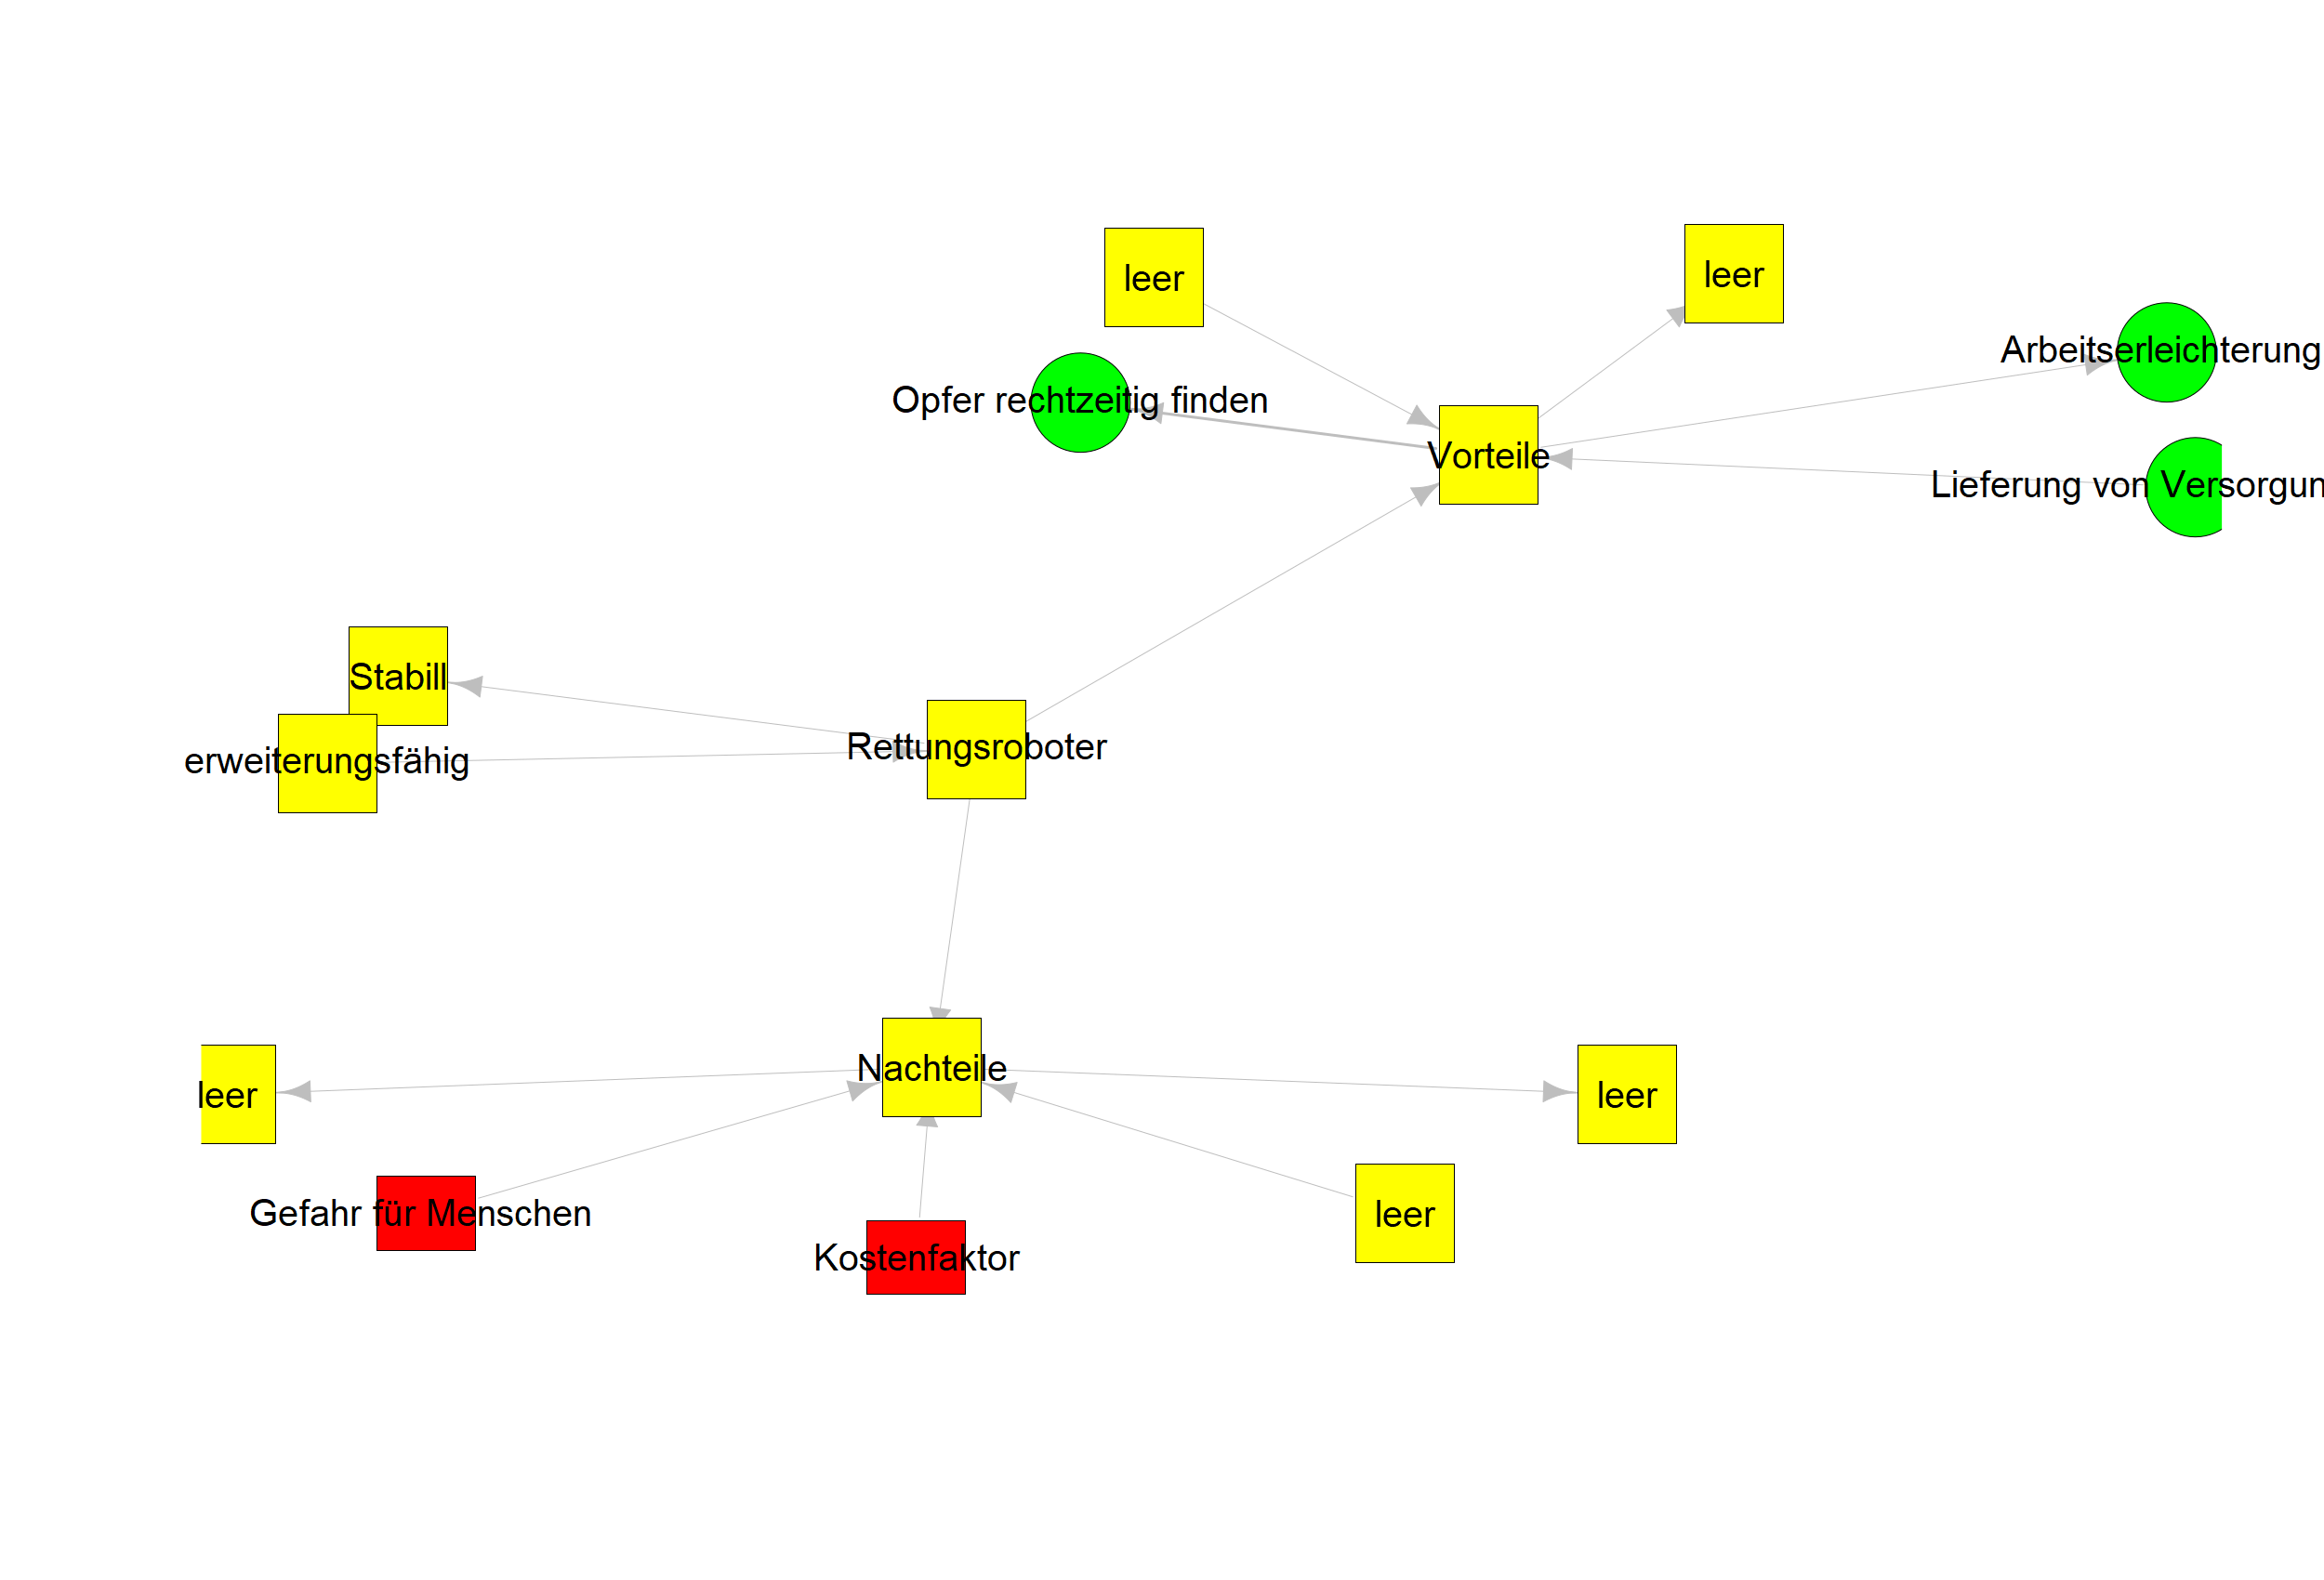 leer
leer
Arbeitserleichterung
Opfer rechtzeitig finden
Vorteile
Lieferung von Versorgun
Stabill
Rettungsroboter
erweiterungsfähig
Nachteile
leer
leer
Gefahr für Menschen
leer
Kostenfaktor